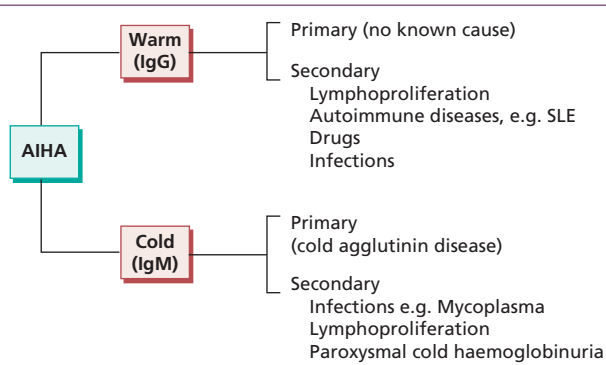 AIHA
Warm
(IgG)
Primary (no known cause)
Secondary
Lymphoproliferation
Autoimmune diseases, e.g. SLE
Drugs
Infections
Cold
(IgM)
Primary
(cold agglutinin disease)
Secondary
Infections e.g. Mycoplasma
Lymphoproliferation
Paroxysmal cold haemoglobinuria